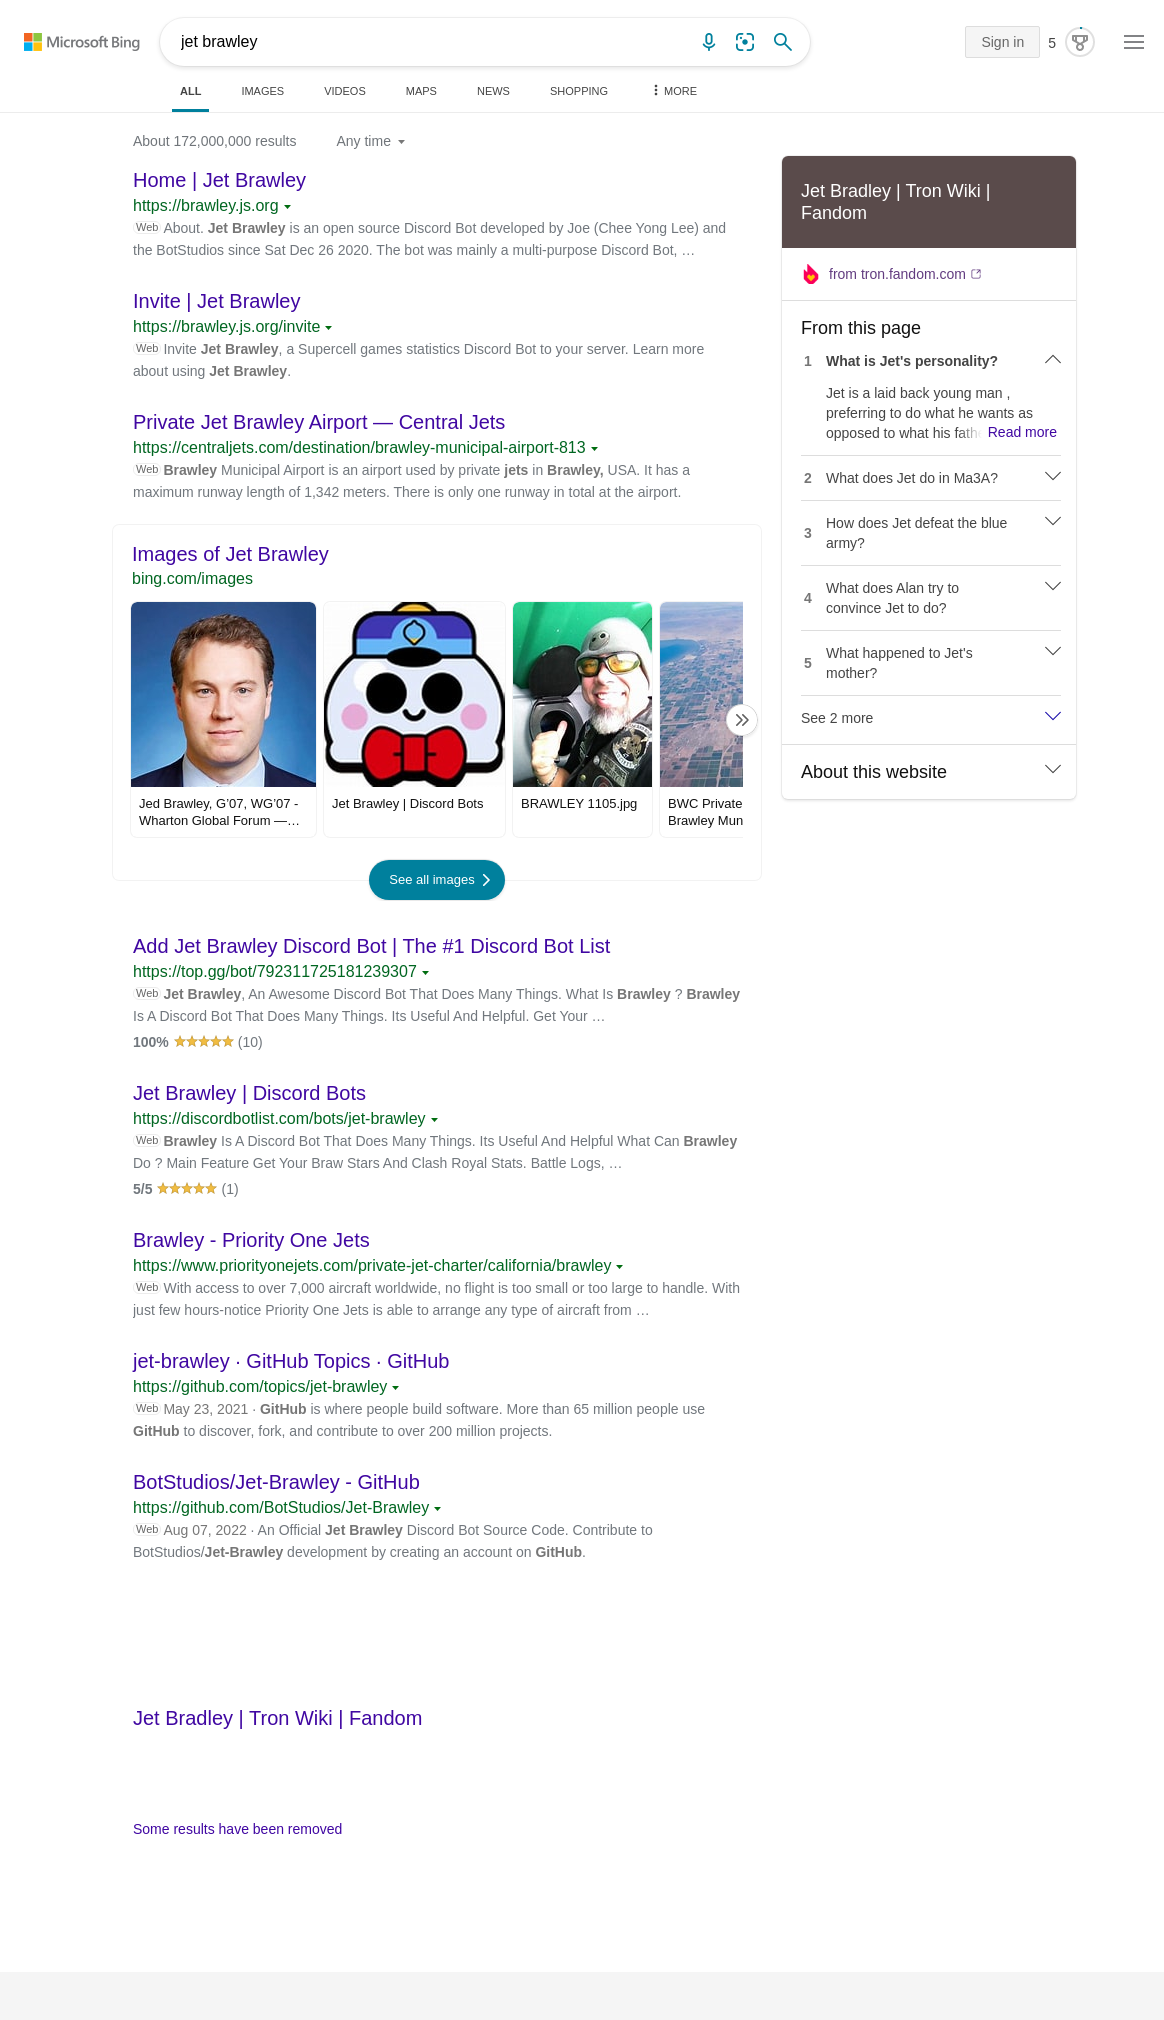 Microsoft Bing
jet brawley
Sign in
5
ALL
IMAGES
VIDEOS
MAPS
NEWS
SHOPPING
MORE
About 172,000,000 results
Any time
Home | Jet Brawley
https://brawley.js.org
Web About. Jet Brawley is an open source Discord Bot developed by Joe (Chee Yong Lee) and
the BotStudios since Sat Dec 26 2020. The bot was mainly a multi-purpose Discord Bot, …
Invite | Jet Brawley
https://brawley.js.org/invite
Web Invite Jet Brawley, a Supercell games statistics Discord Bot to your server. Learn more
about using Jet Brawley.
Private Jet Brawley Airport — Central Jets
https://centraljets.com/destination/brawley-municipal-airport-813
Web Brawley Municipal Airport is an airport used by private jets in Brawley, USA. It has a
maximum runway length of 1,342 meters. There is only one runway in total at the airport.
Images of Jet Brawley
bing.com/images
Jed Brawley, G’07, WG’07 -
Wharton Global Forum —…
Jet Brawley | Discord Bots
BRAWLEY 1105.jpg
BWC Private
Brawley Mun
See all images
Add Jet Brawley Discord Bot | The #1 Discord Bot List
https://top.gg/bot/792311725181239307
Web Jet Brawley, An Awesome Discord Bot That Does Many Things. What Is Brawley ? Brawley
Is A Discord Bot That Does Many Things. Its Useful And Helpful. Get Your …
100% (10)
Jet Brawley | Discord Bots
https://discordbotlist.com/bots/jet-brawley
Web Brawley Is A Discord Bot That Does Many Things. Its Useful And Helpful What Can Brawley
Do ? Main Feature Get Your Braw Stars And Clash Royal Stats. Battle Logs, …
5/5 (1)
Brawley - Priority One Jets
https://www.priorityonejets.com/private-jet-charter/california/brawley
Web With access to over 7,000 aircraft worldwide, no flight is too small or too large to handle. With
just few hours-notice Priority One Jets is able to arrange any type of aircraft from …
jet-brawley · GitHub Topics · GitHub
https://github.com/topics/jet-brawley
Web May 23, 2021 · GitHub is where people build software. More than 65 million people use
GitHub to discover, fork, and contribute to over 200 million projects.
BotStudios/Jet-Brawley - GitHub
https://github.com/BotStudios/Jet-Brawley
Web Aug 07, 2022 · An Official Jet Brawley Discord Bot Source Code. Contribute to
BotStudios/Jet-Brawley development by creating an account on GitHub.
Jet Bradley | Tron Wiki | Fandom
Some results have been removed
Jet Bradley | Tron Wiki |
Fandom
from tron.fandom.com
From this page
1 What is Jet's personality?
Jet is a laid back young man ,
preferring to do what he wants as
opposed to what his fathe Read more
2 What does Jet do in Ma3A?
3 How does Jet defeat the blue
army?
4 What does Alan try to
convince Jet to do?
5 What happened to Jet's
mother?
See 2 more
About this website